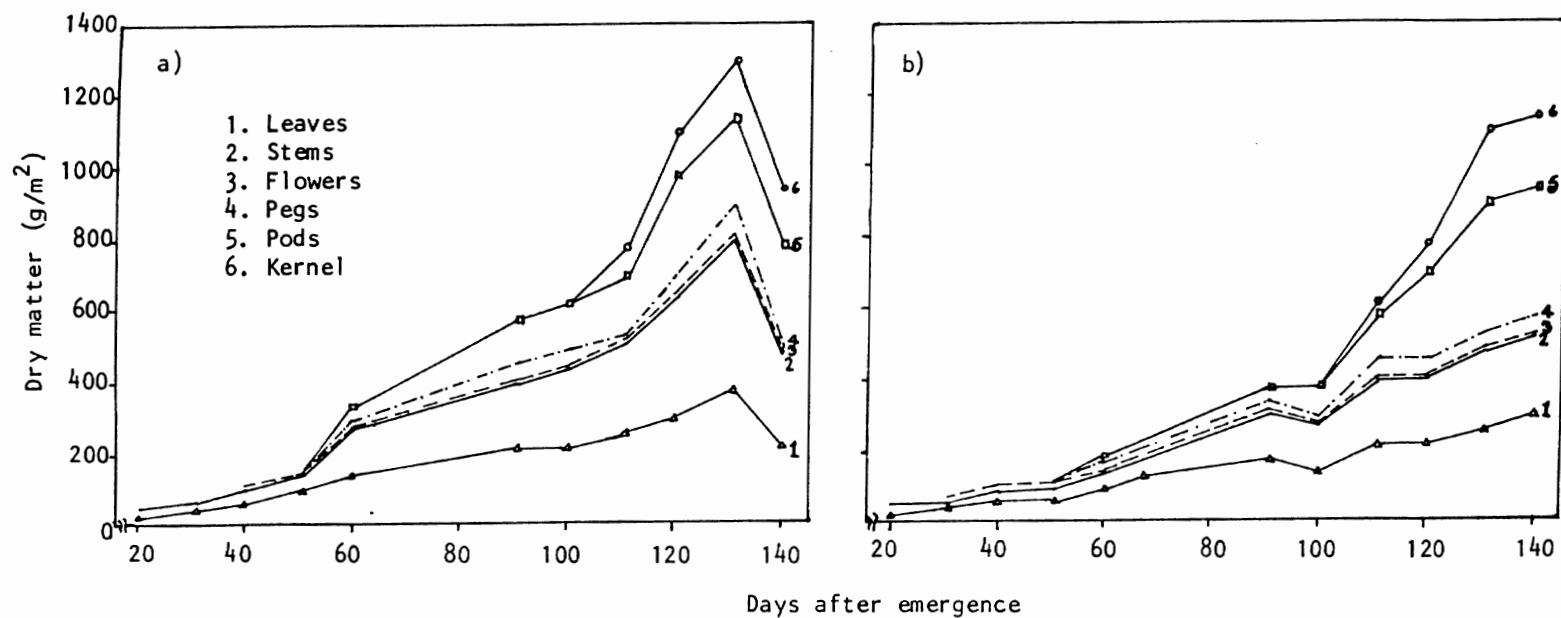 a)
b)
1. Leaves
2. Stems
3. Flowers
4. Pegs
5. Pods
6. Kernel
Dry matter (g/m²)
1400
1200
1000
800
600
400
200
0
6
5
4
3
2
1
6
5
4
3
2
1
20 40 60 80 100 120 140
20 40 60 80 100 120 140
Days after emergence